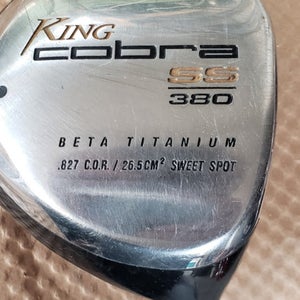 KING
cobra
SS
380
BETA TITANIUM
.827 C.O.R. / 26.5CM² SWEET SPOT